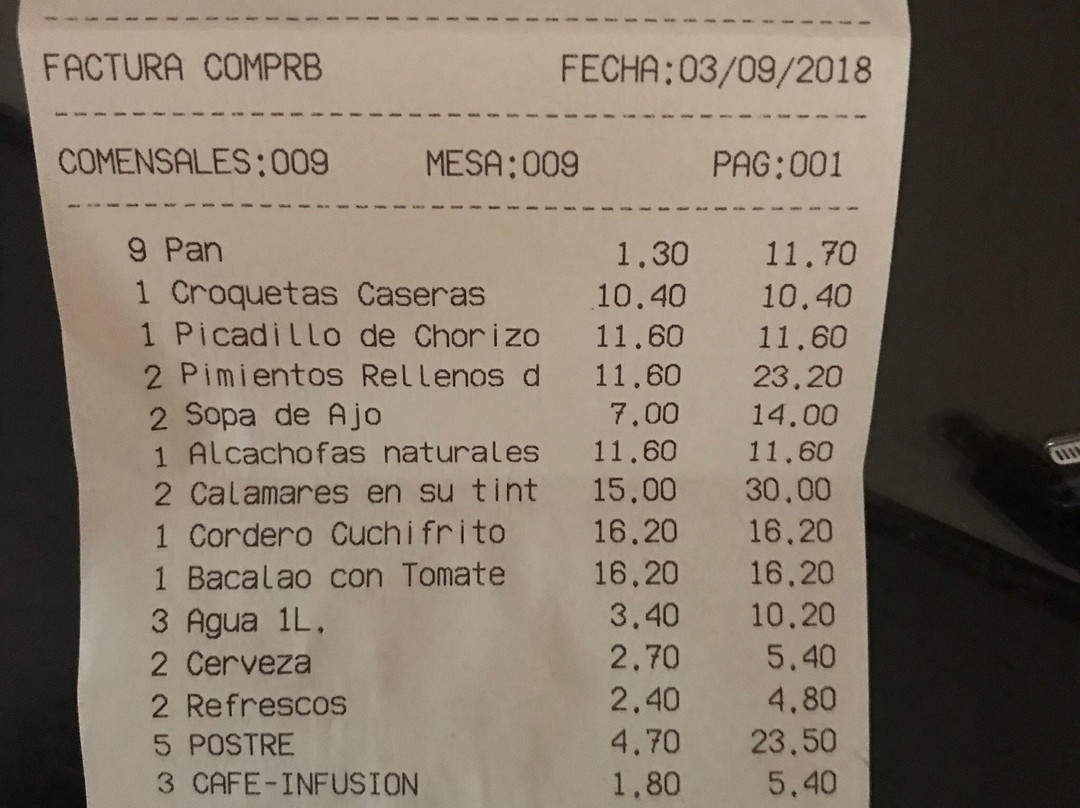 FACTURA COMPRB FECHA:03/09/2018
COMENSALES:009 MESA:009 PAG:001
9 Pan 1.30 11.70
1 Croquetas Caseras 10.40 10.40
1 Picadillo de Chorizo 11.60 11.60
2 Pimientos Rellenos d 11.60 23.20
2 Sopa de Ajo 7.00 14.00
1 Alcachofas naturales 11.60 11.60
2 Calamares en su tint 15.00 30.00
1 Cordero Cuchifrito 16.20 16.20
1 Bacalao con Tomate 16.20 16.20
3 Agua 1L. 3.40 10.20
2 Cerveza 2.70 5.40
2 Refrescos 2.40 4.80
5 POSTRE 4.70 23.50
3 CAFE-INFUSION 1.80 5.40